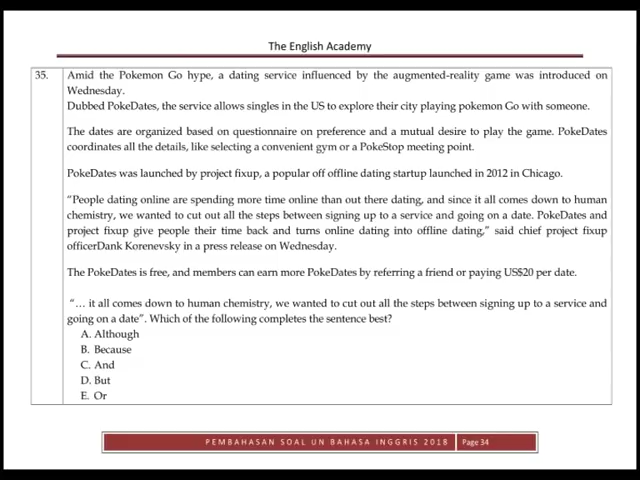 The English Academy
35.
Amid the Pokemon Go hype, a dating service influenced by the augmented-reality game was introduced on
Wednesday.
Dubbed PokeDates, the service allows singles in the US to explore their city playing pokemon Go with someone.
The dates are organized based on questionnaire on preference and a mutual desire to play the game. PokeDates
coordinates all the details, like selecting a convenient gym or a PokeStop meeting point.
PokeDates was launched by project fixup, a popular off offline dating startup launched in 2012 in Chicago.
“People dating online are spending more time online than out there dating, and since it all comes down to human
chemistry, we wanted to cut out all the steps between signing up to a service and going on a date. PokeDates and
project fixup give people their time back and turns online dating into offline dating,” said chief project fixup
officerDank Korenevsky in a press release on Wednesday.
The PokeDates is free, and members can earn more PokeDates by referring a friend or paying US$20 per date.
“… it all comes down to human chemistry, we wanted to cut out all the steps between signing up to a service and
going on a date”. Which of the following completes the sentence best?
A. Although
B. Because
C. And
D. But
E. Or
PEMBAHASAN SOAL UN BAHASA INGGRIS 2018 Page 34